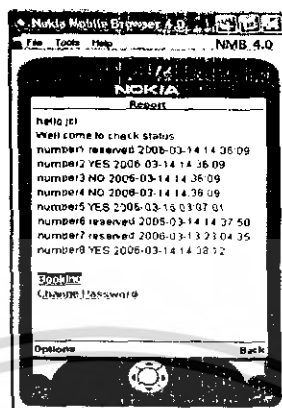 Nokia Mobile Browser 4.0
File Tools Help NMB 4.0
NOKIA
Report
hello jcl
Wellcome to check status
number1 reserved 2006-03-14 14:36:09
number2 YES 2006-03-14 14:36:09
number3 NO 2006-03-14 14:36:09
number4 NO 2006-03-14 14:36:09
number5 YES 2006-03-16 03:07:01
number6 reserved 2006-03-14 14:37:50
number7 reserved 2006-03-13 23:04:35
number8 YES 2006-03-14 14:38:12
Booking
Change Password
Options Back